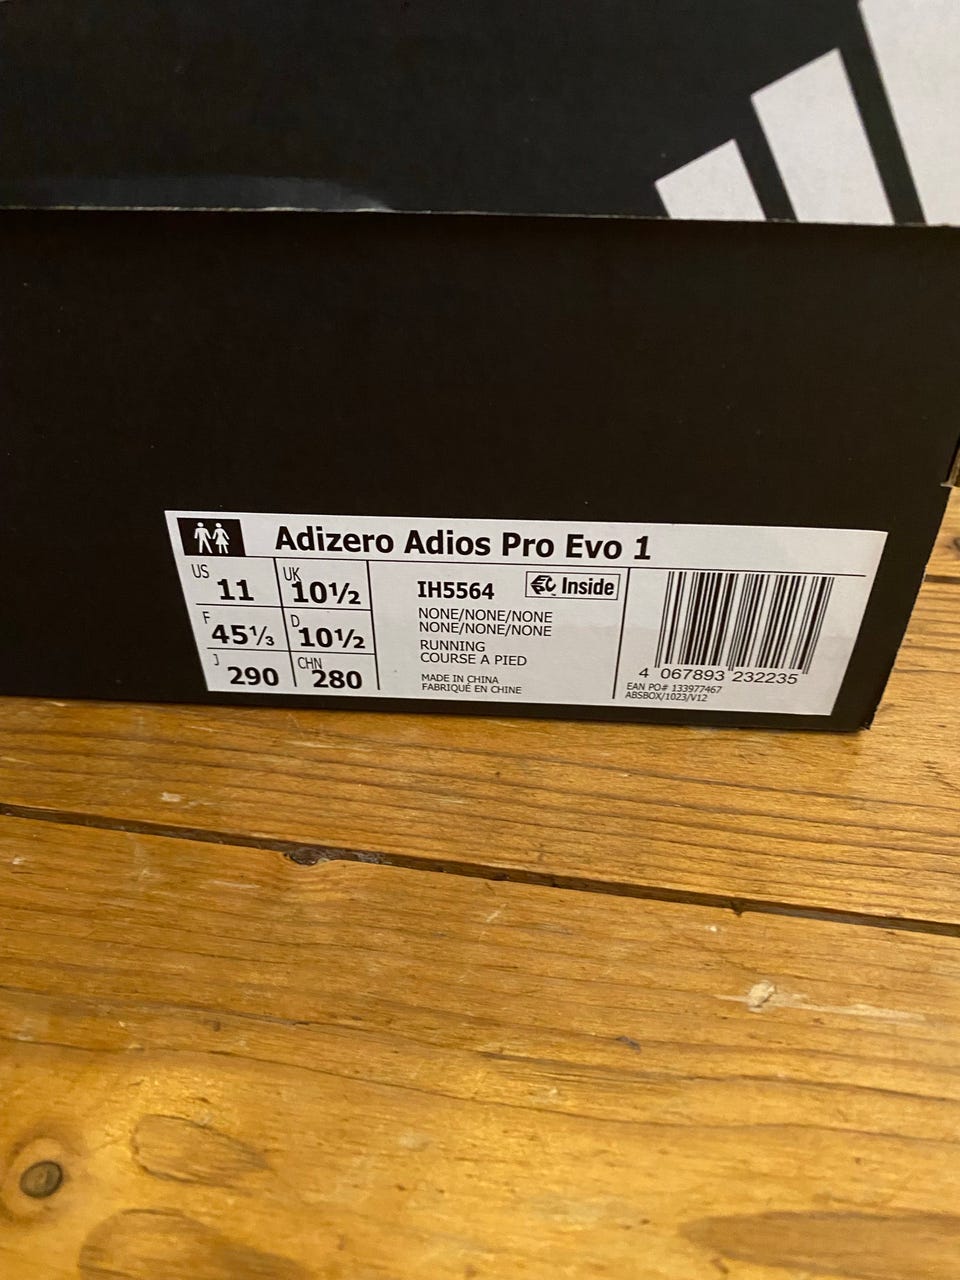 Adizero Adios Pro Evo 1
US 11
UK 10½
F 45⅓
D 10½
J 290
CHN 280
IH5564
Inside
NONE/NONE/NONE
NONE/NONE/NONE
RUNNING
COURSE A PIED
MADE IN CHINA
FABRIQUÉ EN CHINE
4 067893 232235
EAN PO# 133977467
ABSBOX/1023/V12